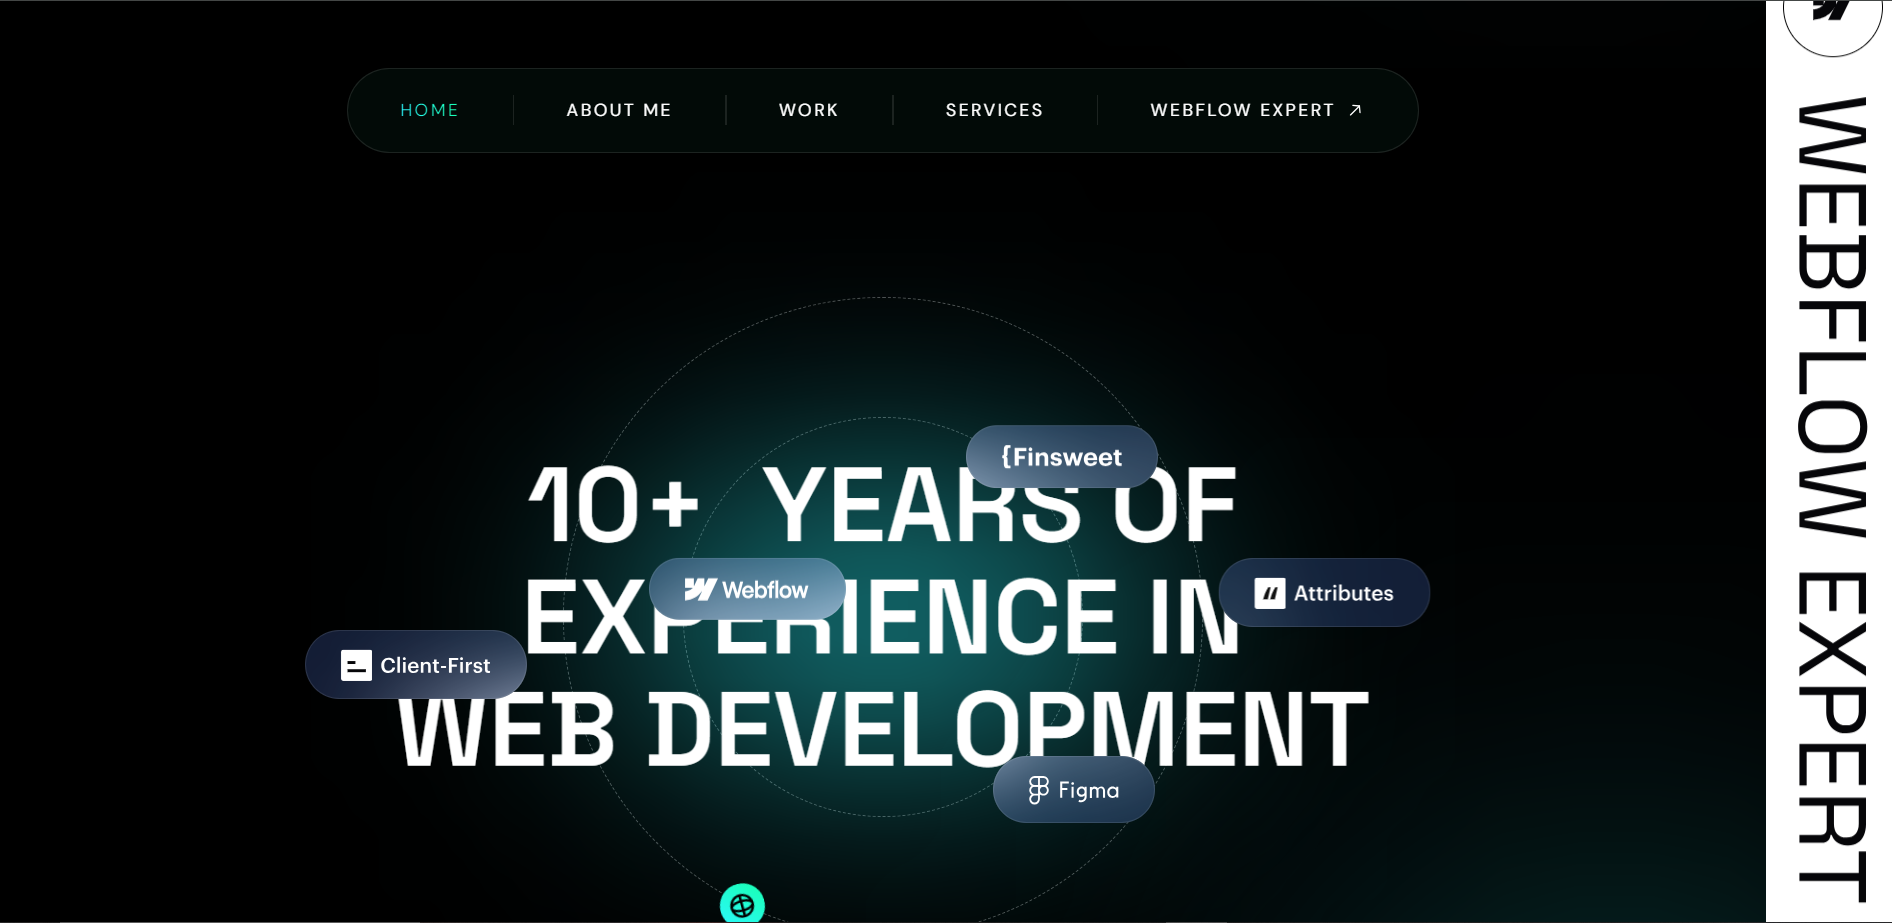 HOME
ABOUT ME
WORK
SERVICES
WEBFLOW EXPERT
{Finsweet
10+ YEARS OF
Webflow
EXPERIENCE IN
Attributes
Client-First
WEB DEVELOPMENT
Figma
WEBFLOW EXPERT